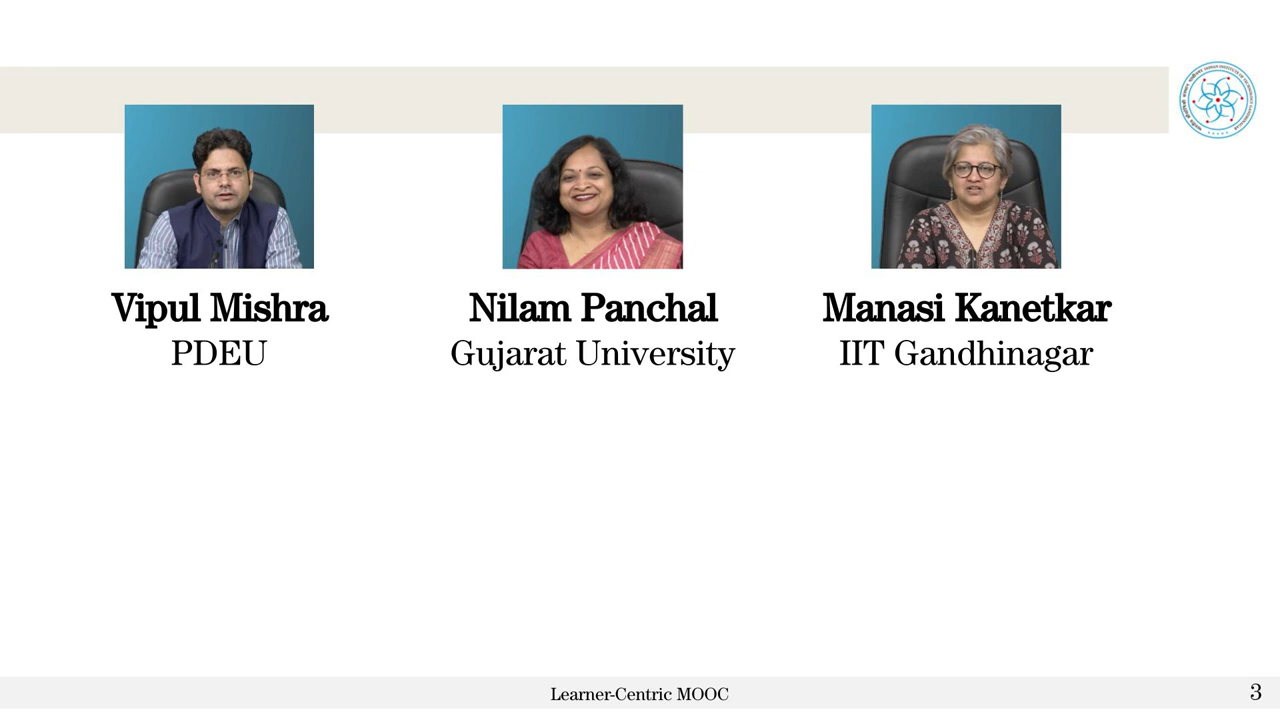 Vipul Mishra
PDEU
Nilam Panchal
Gujarat University
Manasi Kanetkar
IIT Gandhinagar
Learner-Centric MOOC
3